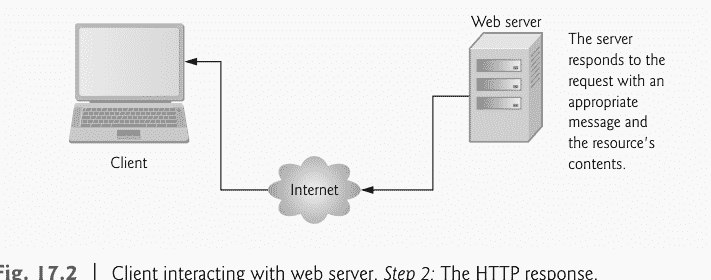 Web server
The server
responds to the
request with an
appropriate
message and
the resource's
contents.
Client
Internet
Fig. 17.2 | Client interacting with web server. Step 2: The HTTP response.